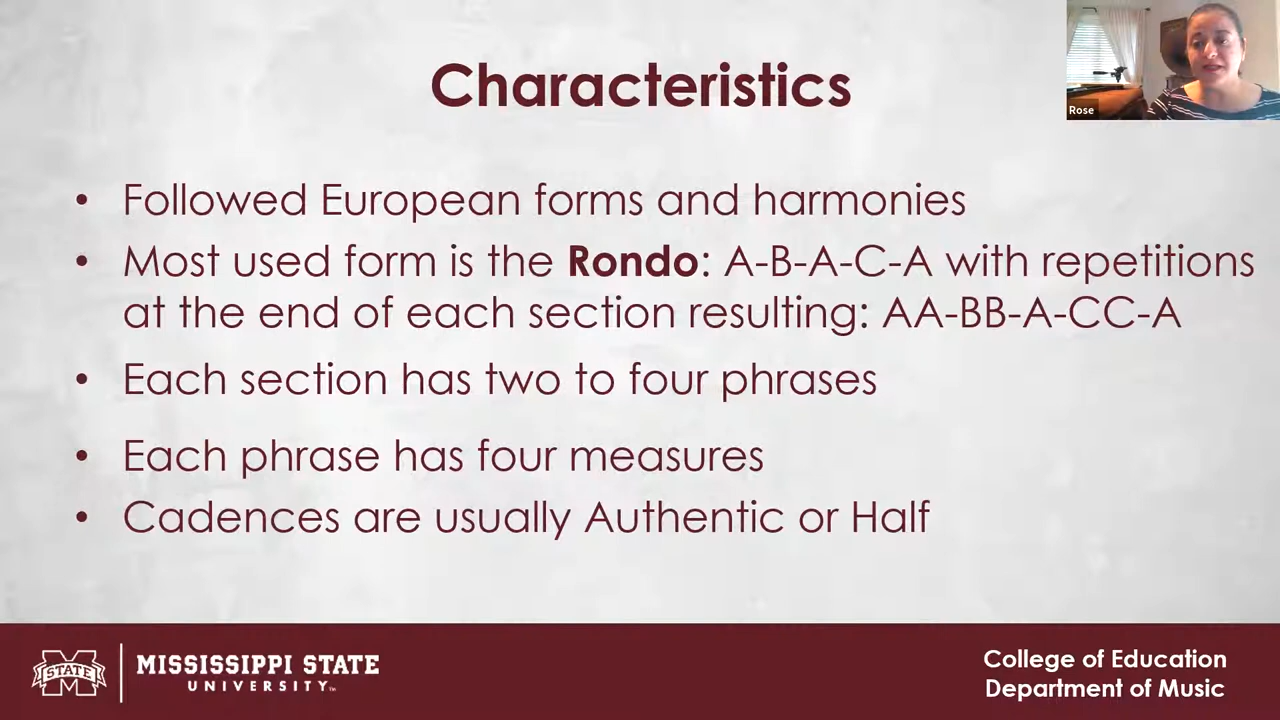 Characteristics
Rose
• Followed European forms and harmonies
• Most used form is the Rondo: A-B-A-C-A with repetitions
at the end of each section resulting: AA-BB-A-CC-A
• Each section has two to four phrases
• Each phrase has four measures
• Cadences are usually Authentic or Half
STATE
MISSISSIPPI STATE
UNIVERSITY™
College of Education
Department of Music